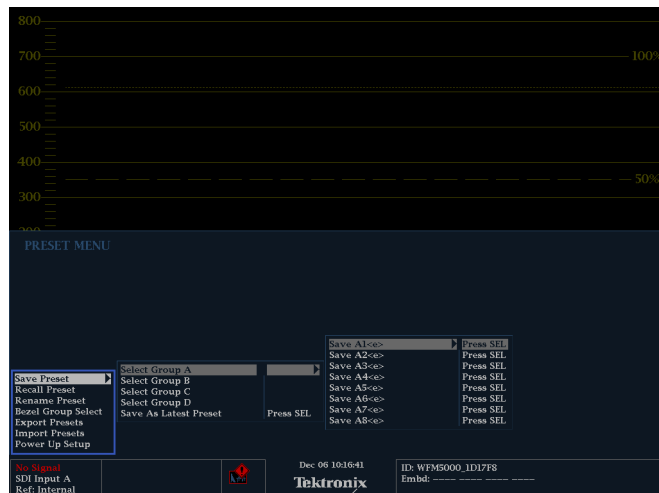 800
700
100%
600
500
400
50%
300
200
PRESET MENU
Save Preset
Recall Preset
Rename Preset
Bezel Group Select
Export Presets
Import Presets
Power Up Setup
Select Group A
Select Group B
Select Group C
Select Group D
Save As Latest Preset Press SEL
Save A1<e> Press SEL
Save A2<e> Press SEL
Save A3<e> Press SEL
Save A4<e> Press SEL
Save A5<e> Press SEL
Save A6<e> Press SEL
Save A7<e> Press SEL
Save A8<e> Press SEL
No Signal
SDI Input A
Ref: Internal
Dec 06 10:16:41
Tektronix
ID: WFM5000_1D17F8
Embd: ---- ---- ---- ----